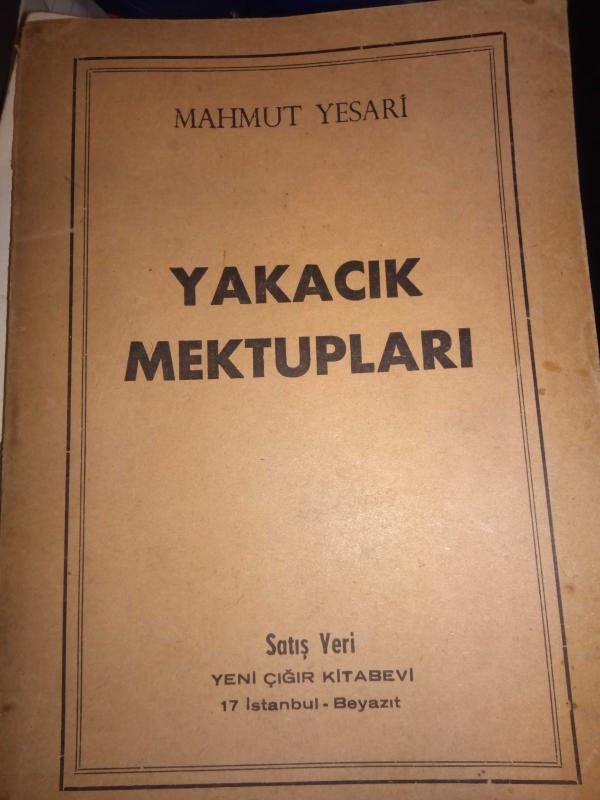 MAHMUT YESARİ
YAKACIK
MEKTUPLARI
Satış Yeri
YENİ ÇIĞIR KİTABEVİ
17 İstanbul - Beyazıt